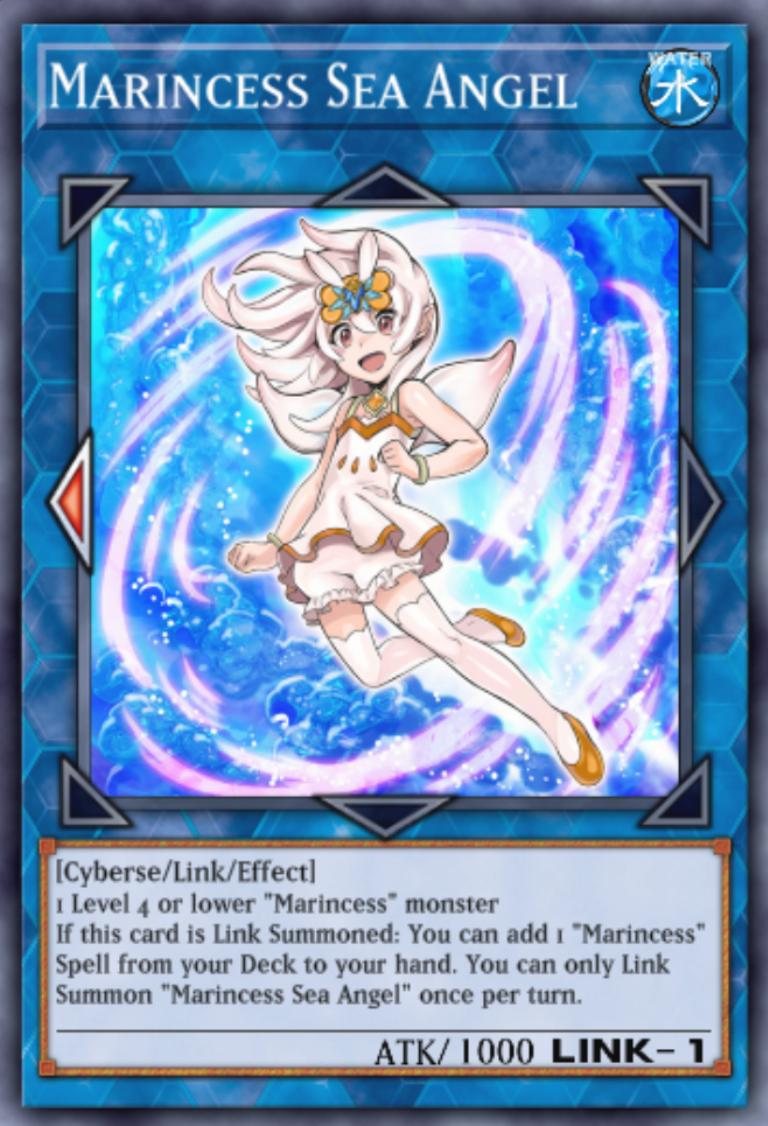 Marincess Sea Angel
WATER
水
[Cyberse/Link/Effect]
1 Level 4 or lower "Marincess" monster
If this card is Link Summoned: You can add 1 "Marincess"
Spell from your Deck to your hand. You can only Link
Summon "Marincess Sea Angel" once per turn.
ATK/ 1000 LINK- 1